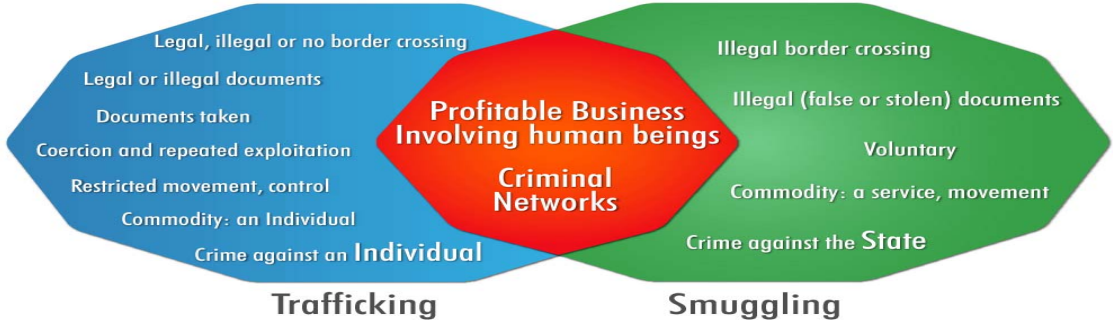 Legal, illegal or no border crossing
Legal or illegal documents
Documents taken
Coercion and repeated exploitation
Restricted movement, control
Commodity: an Individual
Crime against an Individual
Profitable Business
Involving human beings
Criminal
Networks
Illegal border crossing
Illegal (false or stolen) documents
Voluntary
Commodity: a service, movement
Crime against the State
Trafficking
Smuggling